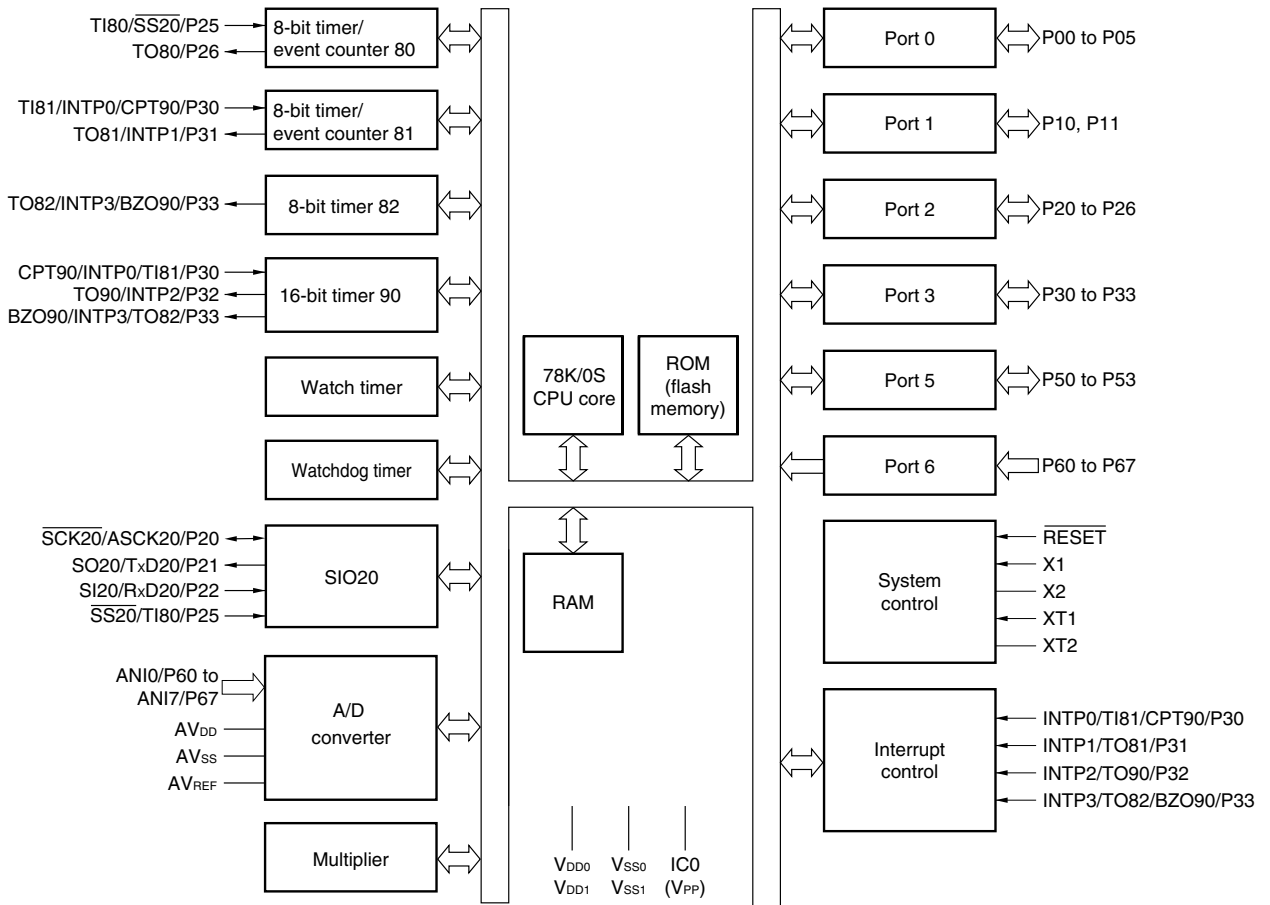 TI80/SS20/P25
TO80/P26
8-bit timer/
event counter 80
TI81/INTP0/CPT90/P30
TO81/INTP1/P31
8-bit timer/
event counter 81
TO82/INTP3/BZO90/P33
8-bit timer 82
CPT90/INTP0/TI81/P30
TO90/INTP2/P32
BZO90/INTP3/TO82/P33
16-bit timer 90
Watch timer
Watchdog timer
SCK20/ASCK20/P20
SO20/TxD20/P21
SI20/RxD20/P22
SS20/TI80/P25
SIO20
ANI0/P60 to
ANI7/P67
AVDD
AVSS
AVREF
A/D
converter
Multiplier
78K/0S
CPU core
ROM
(flash
memory)
RAM
VDD0
VDD1
VSS0
VSS1
IC0
(VPP)
Port 0
P00 to P05
Port 1
P10, P11
Port 2
P20 to P26
Port 3
P30 to P33
Port 5
P50 to P53
Port 6
P60 to P67
System
control
RESET
X1
X2
XT1
XT2
Interrupt
control
INTP0/TI81/CPT90/P30
INTP1/TO81/P31
INTP2/TO90/P32
INTP3/TO82/BZO90/P33